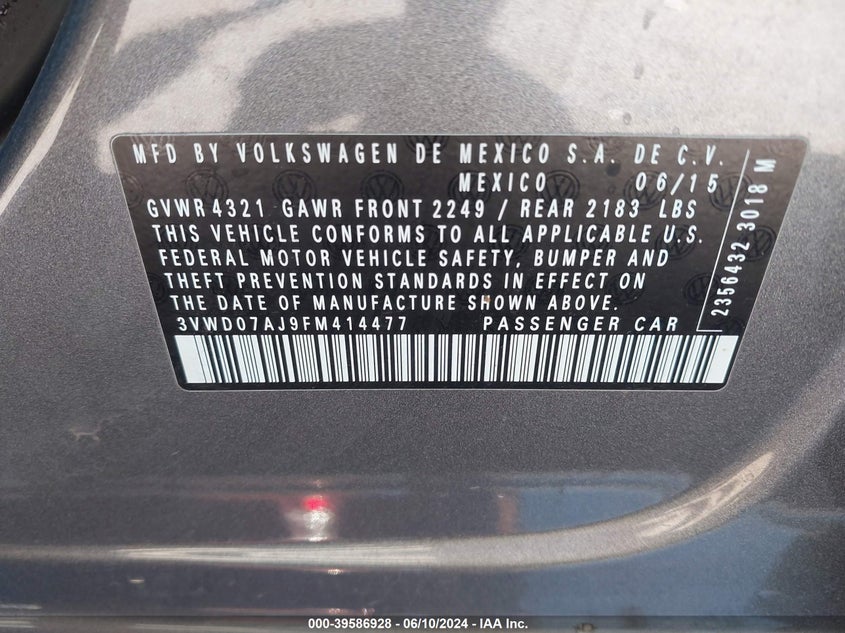 MFD BY VOLKSWAGEN DE MEXICO S.A. DE C.V.
MEXICO 06/15
GVWR 4321 GAWR FRONT 2249 / REAR 2183 LBS
THIS VEHICLE CONFORMS TO ALL APPLICABLE U.S.
FEDERAL MOTOR VEHICLE SAFETY, BUMPER AND
THEFT PREVENTION STANDARDS IN EFFECT ON
THE DATE OF MANUFACTURE SHOWN ABOVE.
3VWD07AJ9FM414477 PASSENGER CAR
2356432 3018 M
000-39586928 - 06/10/2024 - IAA Inc.